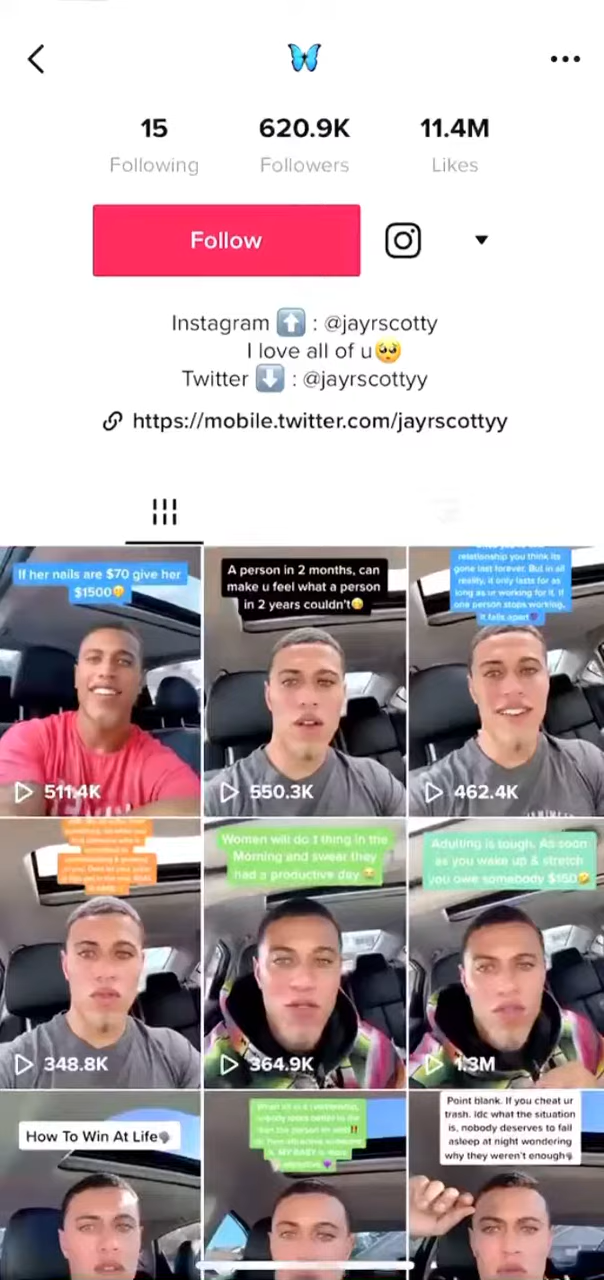 🦋
15 620.9K 11.4M
Following Followers Likes
Follow
Instagram ⬆️ : @jayrscotty
I love all of u🥺
Twitter ⬇️ : @jayrscottyy
https://mobile.twitter.com/jayrscottyy
If her nails are $70 give her
$1500
511.4K
A person in 2 months, can
make u feel what a person
in 2 years couldn't
550.3K
relationship you think its
gone last forever. But in all
reality, it only lasts for as
long as ur working for it. If
one person stops working,
it falls apart
462.4K
348.8K
Women will do 1 thing in the
Morning and swear they
had a productive day
364.9K
Adulting is tough. As soon
as you wake up & stretch
you owe somebody $150🤣
1.3M
How To Win At Life
Point blank. If you cheat ur
trash. Idc what the situation
is, nobody deserves to fall
asleep at night wondering
why they weren't enough